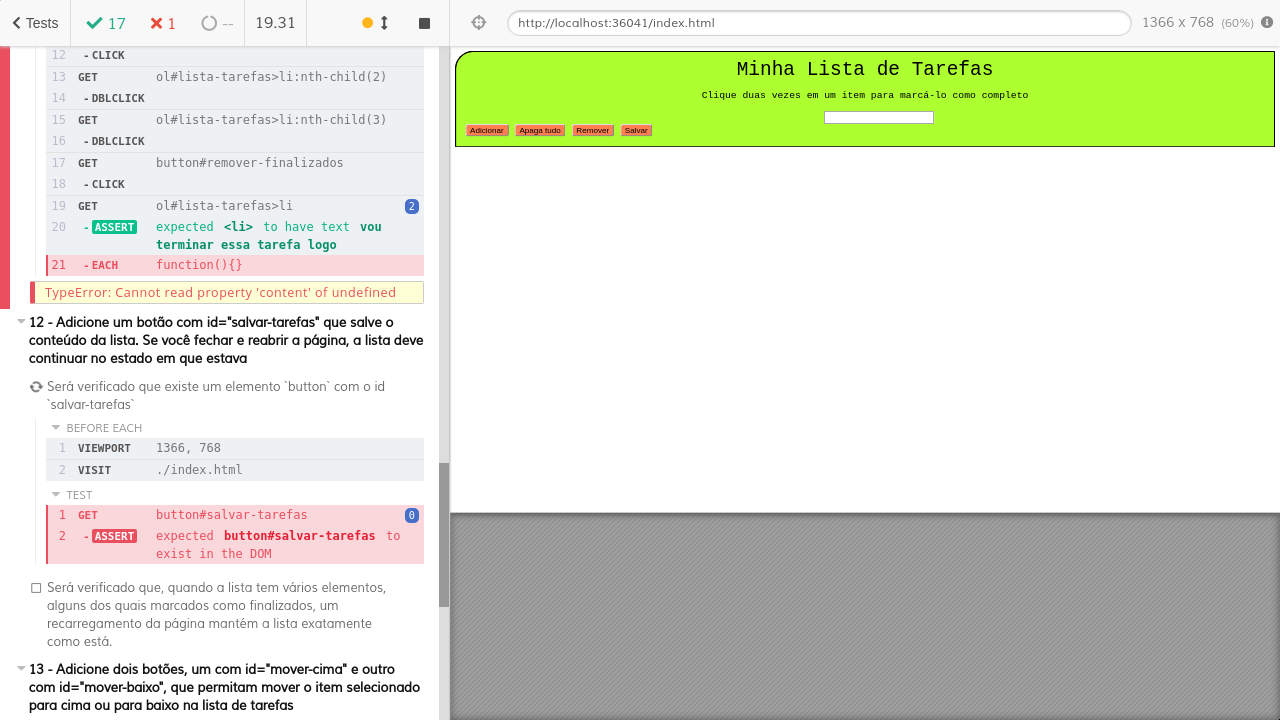 Tests 17 1 -- 19.31
http://localhost:36041/index.html 1366 x 768 (60%)
12 - CLICK
13 GET ol#lista-tarefas>li:nth-child(2)
14 - DBLCLICK
15 GET ol#lista-tarefas>li:nth-child(3)
16 - DBLCLICK
17 GET button#remover-finalizados
18 - CLICK
19 GET ol#lista-tarefas>li 2
20 - ASSERT expected <li> to have text vou
terminar essa tarefa logo
21 - EACH function(){}
TypeError: Cannot read property 'content' of undefined
12 - Adicione um botão com id="salvar-tarefas" que salve o
conteúdo da lista. Se você fechar e reabrir a página, a lista deve
continuar no estado em que estava
Será verificado que existe um elemento `button` com o id
`salvar-tarefas`
BEFORE EACH
1 VIEWPORT 1366, 768
2 VISIT ./index.html
TEST
1 GET button#salvar-tarefas 0
2 - ASSERT expected button#salvar-tarefas to
exist in the DOM
Será verificado que, quando a lista tem vários elementos,
alguns dos quais marcados como finalizados, um
recarregamento da página mantém a lista exatamente
como está.
13 - Adicione dois botões, um com id="mover-cima" e outro
com id="mover-baixo", que permitam mover o item selecionado
para cima ou para baixo na lista de tarefas
Minha Lista de Tarefas
Clique duas vezes em um item para marcá-lo como completo
Adicionar Apaga tudo Remover Salvar